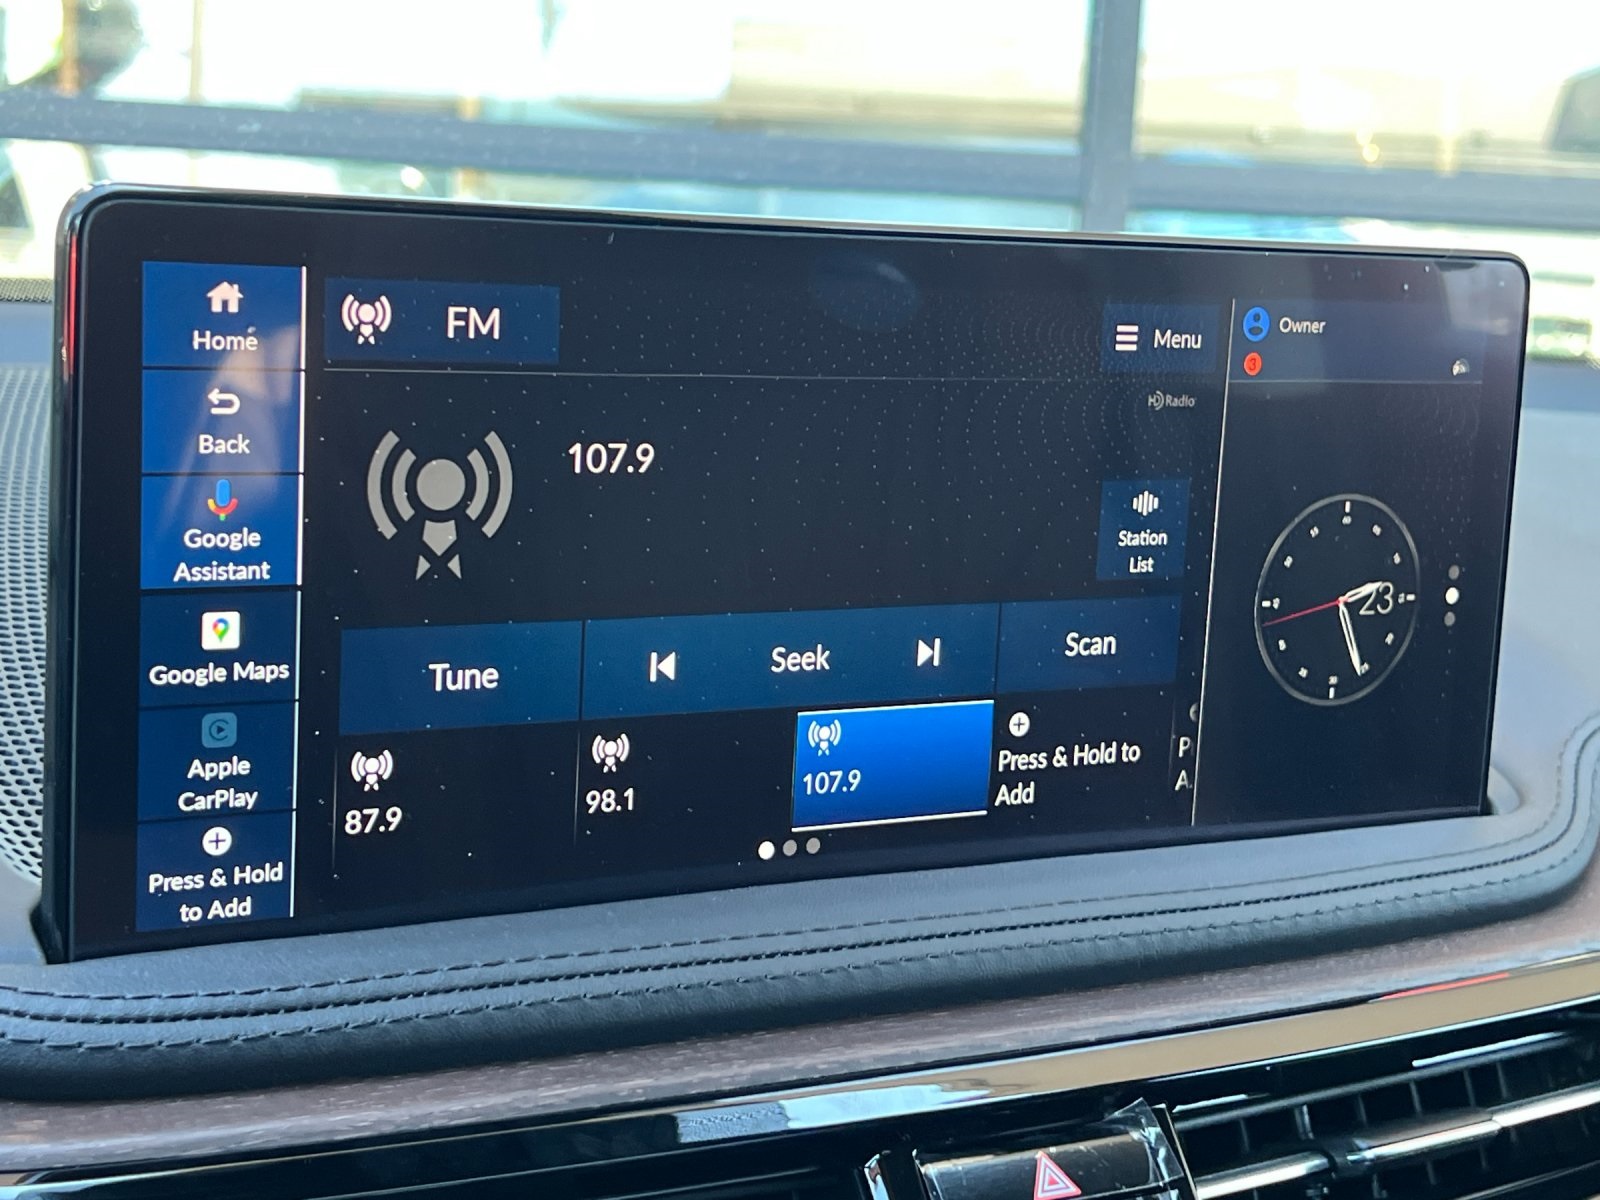 Home
Back
Google
Assistant
Google Maps
Apple
CarPlay
Press & Hold
to Add
FM
Menu
HD Radio
107.9
Station
List
Tune
Seek
Scan
87.9
98.1
107.9
Press & Hold to
Add
P
A
Owner
3
23